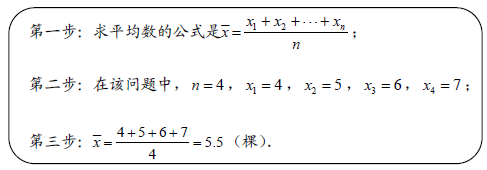 第一步：求平均数的公式是 x̄ = (x₁ + x₂ + ⋯ + xₙ) / n ；
第二步：在该问题中，n = 4，x₁ = 4，x₂ = 5，x₃ = 6，x₄ = 7；
第三步：x̄ = (4 + 5 + 6 + 7) / 4 = 5.5（棵）.